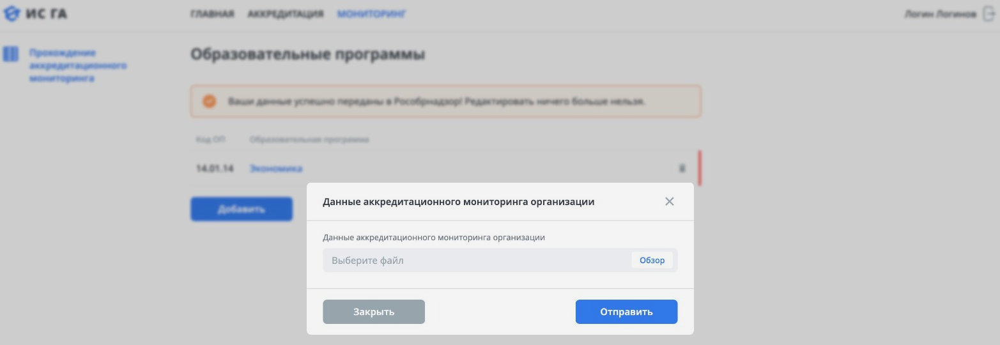 ИС ГА
ГЛАВНАЯ АККРЕДИТАЦИЯ МОНИТОРИНГ
Логин Логинов
Прохождение
аккредитационного
мониторинга
Образовательные программы
Ваши данные успешно переданы в Рособрнадзор! Редактировать ничего больше нельзя.
Код ОП Образовательная программа
14.01.14 Экономика
Добавить
Данные аккредитационного мониторинга организации
Данные аккредитационного мониторинга организации
Выберите файл Обзор
Закрыть Отправить